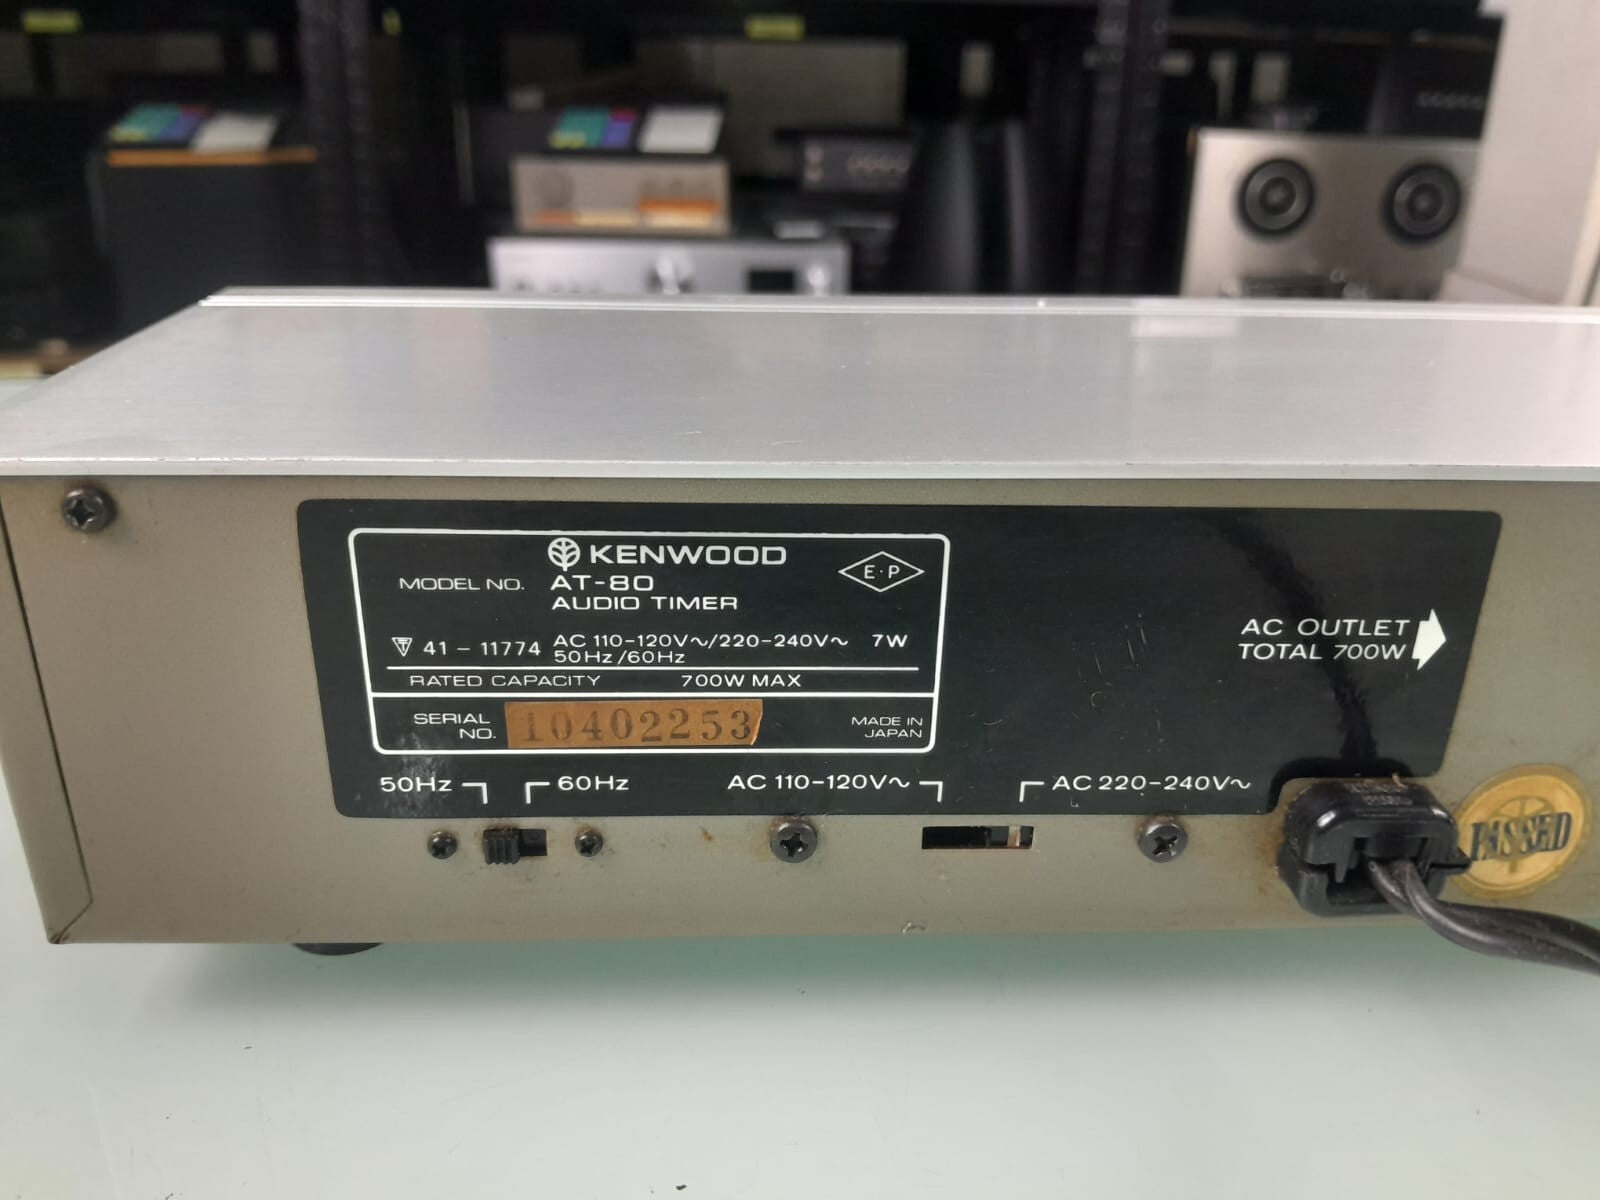 KENWOOD
E·P
MODEL NO. AT-80
AUDIO TIMER
T 41-11774 AC 110-120V~/220-240V~ 7W
50Hz/60Hz
RATED CAPACITY 700W MAX
SERIAL NO. 10402253
MADE IN
JAPAN
AC OUTLET
TOTAL 700W
50Hz 60Hz AC 110-120V~ AC 220-240V~
PASSED